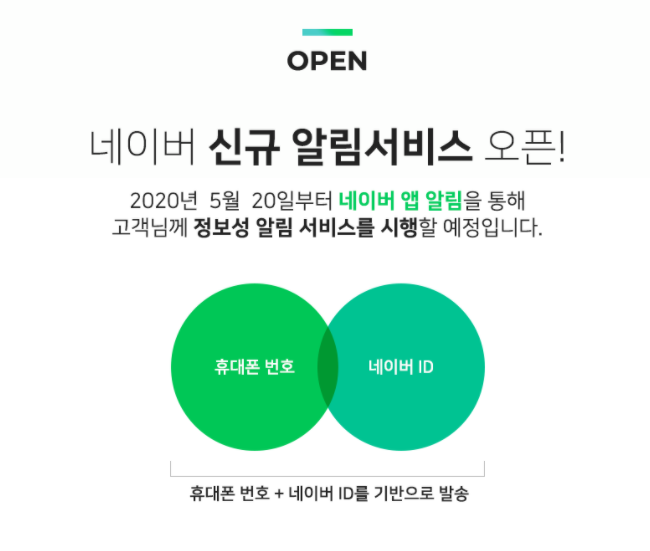 OPEN
네이버 신규 알림서비스 오픈!
2020년 5월 20일부터 네이버 앱 알림을 통해
고객님께 정보성 알림 서비스를 시행할 예정입니다.
휴대폰 번호
네이버 ID
휴대폰 번호 + 네이버 ID를 기반으로 발송